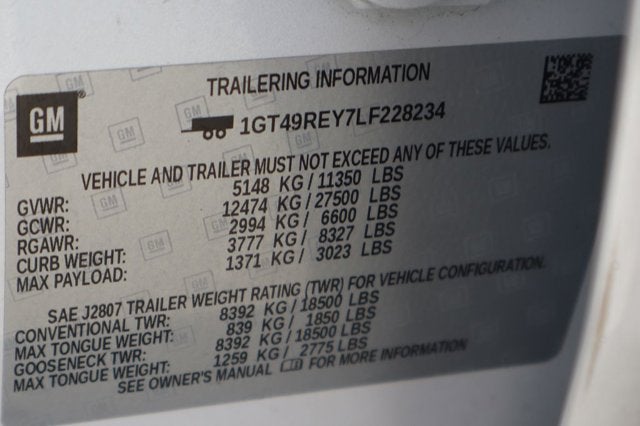 GM
TRAILERING INFORMATION
1GT49REY7LF228234
VEHICLE AND TRAILER MUST NOT EXCEED ANY OF THESE VALUES.
GVWR: 5148 KG / 11350 LBS
GCWR: 12474 KG / 27500 LBS
RGAWR: 2994 KG / 6600 LBS
CURB WEIGHT: 3777 KG / 8327 LBS
MAX PAYLOAD: 1371 KG / 3023 LBS
SAE J2807 TRAILER WEIGHT RATING (TWR) FOR VEHICLE CONFIGURATION.
CONVENTIONAL TWR: 8392 KG / 18500 LBS
MAX TONGUE WEIGHT: 839 KG / 1850 LBS
GOOSENECK TWR: 8392 KG / 18500 LBS
MAX TONGUE WEIGHT: 1259 KG / 2775 LBS
SEE OWNER'S MANUAL FOR MORE INFORMATION